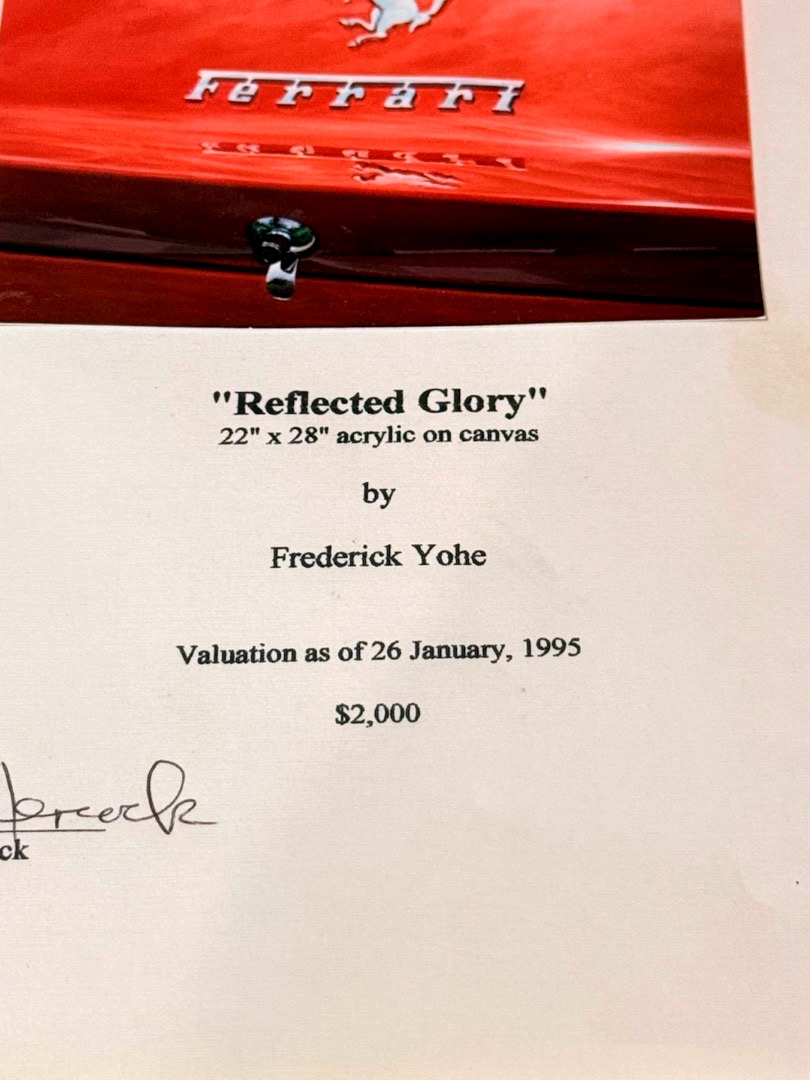 Ferrari
"Reflected Glory"
22" x 28" acrylic on canvas
by
Frederick Yohe
Valuation as of 26 January, 1995
$2,000
ck